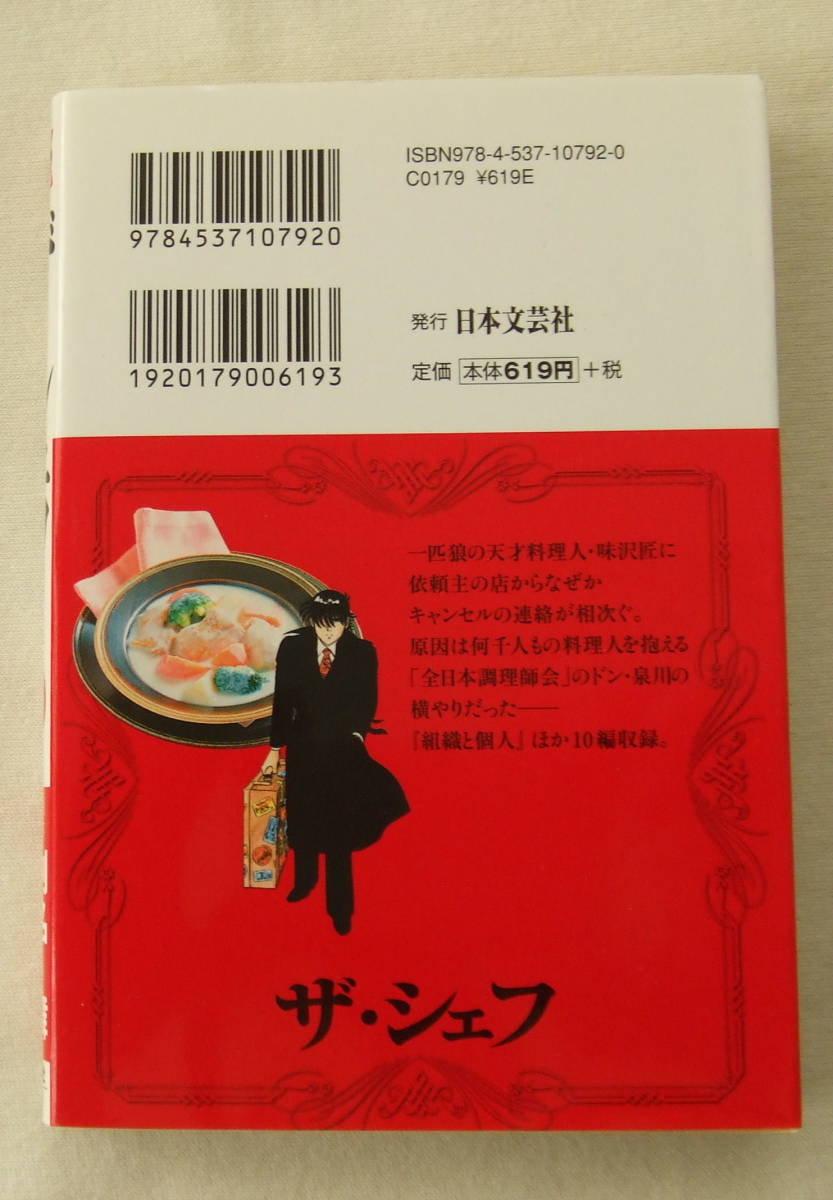 ISBN978-4-537-10792-0
C0179 ¥619E
9784537107920
発行 日本文芸社
1920179006193
定価 本体619円+税
一匹狼の天才料理人・味沢匠に
依頼主の店からなぜか
キャンセルの連絡が相次ぐ。
原因は何千人もの料理人を抱える
「全日本調理師会」のドン・泉川の
横やりだった――
『組織と個人』ほか10編収録。
ザ・シェフ